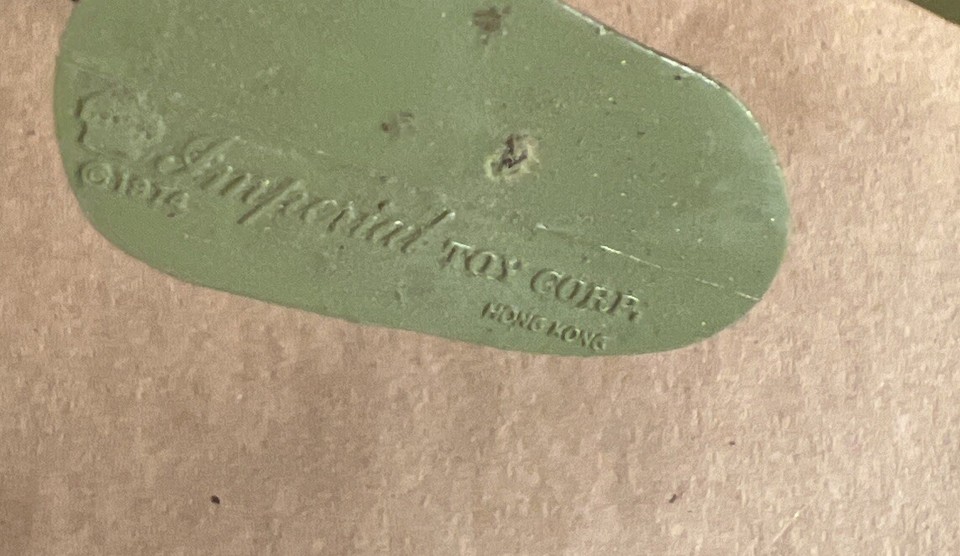 Imperial TOY CORP.
©1974
HONG KONG